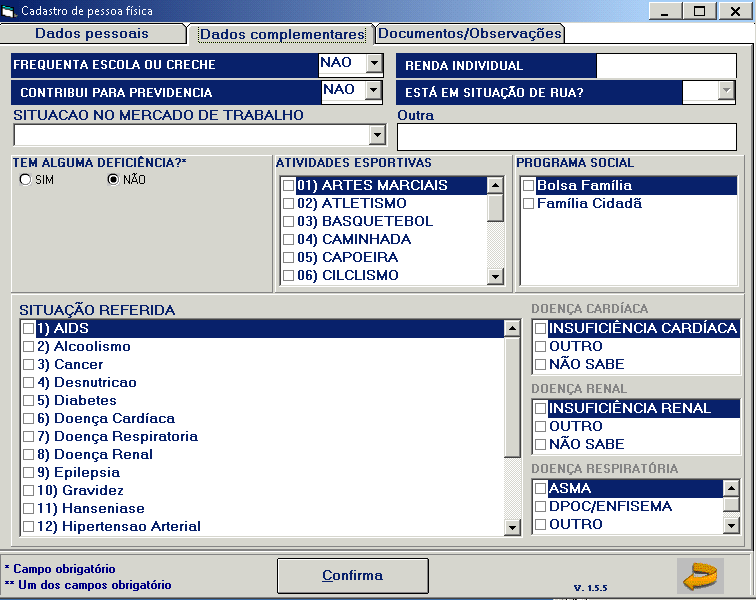 Cadastro de pessoa física
Dados pessoais
Dados complementares
Documentos/Observações
FREQUENTA ESCOLA OU CRECHE
NAO
RENDA INDIVIDUAL
CONTRIBUI PARA PREVIDENCIA
NAO
ESTÁ EM SITUAÇÃO DE RUA?
SITUACAO NO MERCADO DE TRABALHO
Outra
TEM ALGUMA DEFICIÊNCIA?*
SIM
NÃO
ATIVIDADES ESPORTIVAS
01) ARTES MARCIAIS
02) ATLETISMO
03) BASQUETEBOL
04) CAMINHADA
05) CAPOEIRA
06) CILCLISMO
PROGRAMA SOCIAL
Bolsa Família
Família Cidadã
SITUAÇÃO REFERIDA
1) AIDS
2) Alcoolismo
3) Cancer
4) Desnutricao
5) Diabetes
6) Doença Cardíaca
7) Doença Respiratoria
8) Doença Renal
9) Epilepsia
10) Gravidez
11) Hanseniase
12) Hipertensao Arterial
DOENÇA CARDÍACA
INSUFICIÊNCIA CARDÍACA
OUTRO
NÃO SABE
DOENÇA RENAL
INSUFICIÊNCIA RENAL
OUTRO
NÃO SABE
DOENÇA RESPIRATÓRIA
ASMA
DPOC/ENFISEMA
OUTRO
* Campo obrigatório
** Um dos campos obrigatório
Confirma
V. 1.5.5